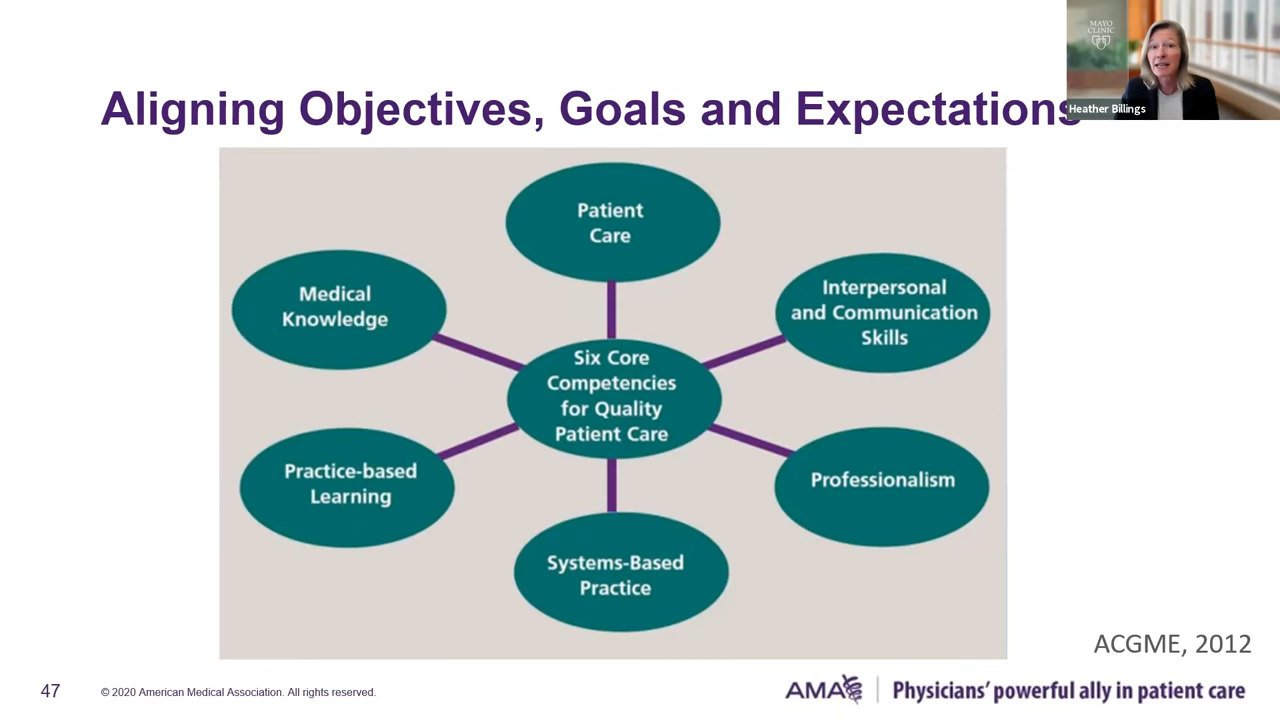 MAYO
CLINIC
Heather Billings
Aligning Objectives, Goals and Expectations
Patient
Care
Medical
Knowledge
Interpersonal
and Communication
Skills
Six Core
Competencies
for Quality
Patient Care
Practice-based
Learning
Professionalism
Systems-Based
Practice
ACGME, 2012
47
© 2020 American Medical Association. All rights reserved.
AMA
Physicians’ powerful ally in patient care